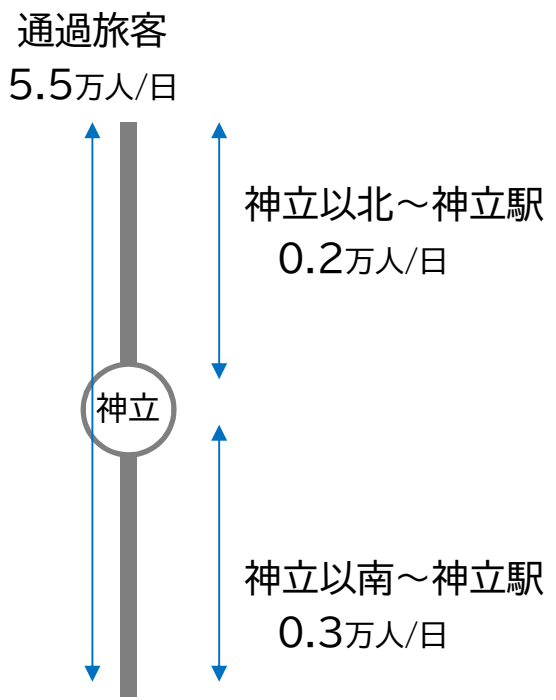 通過旅客
5.5万人/日
神立以北～神立駅
0.2万人/日
神立
神立以南～神立駅
0.3万人/日